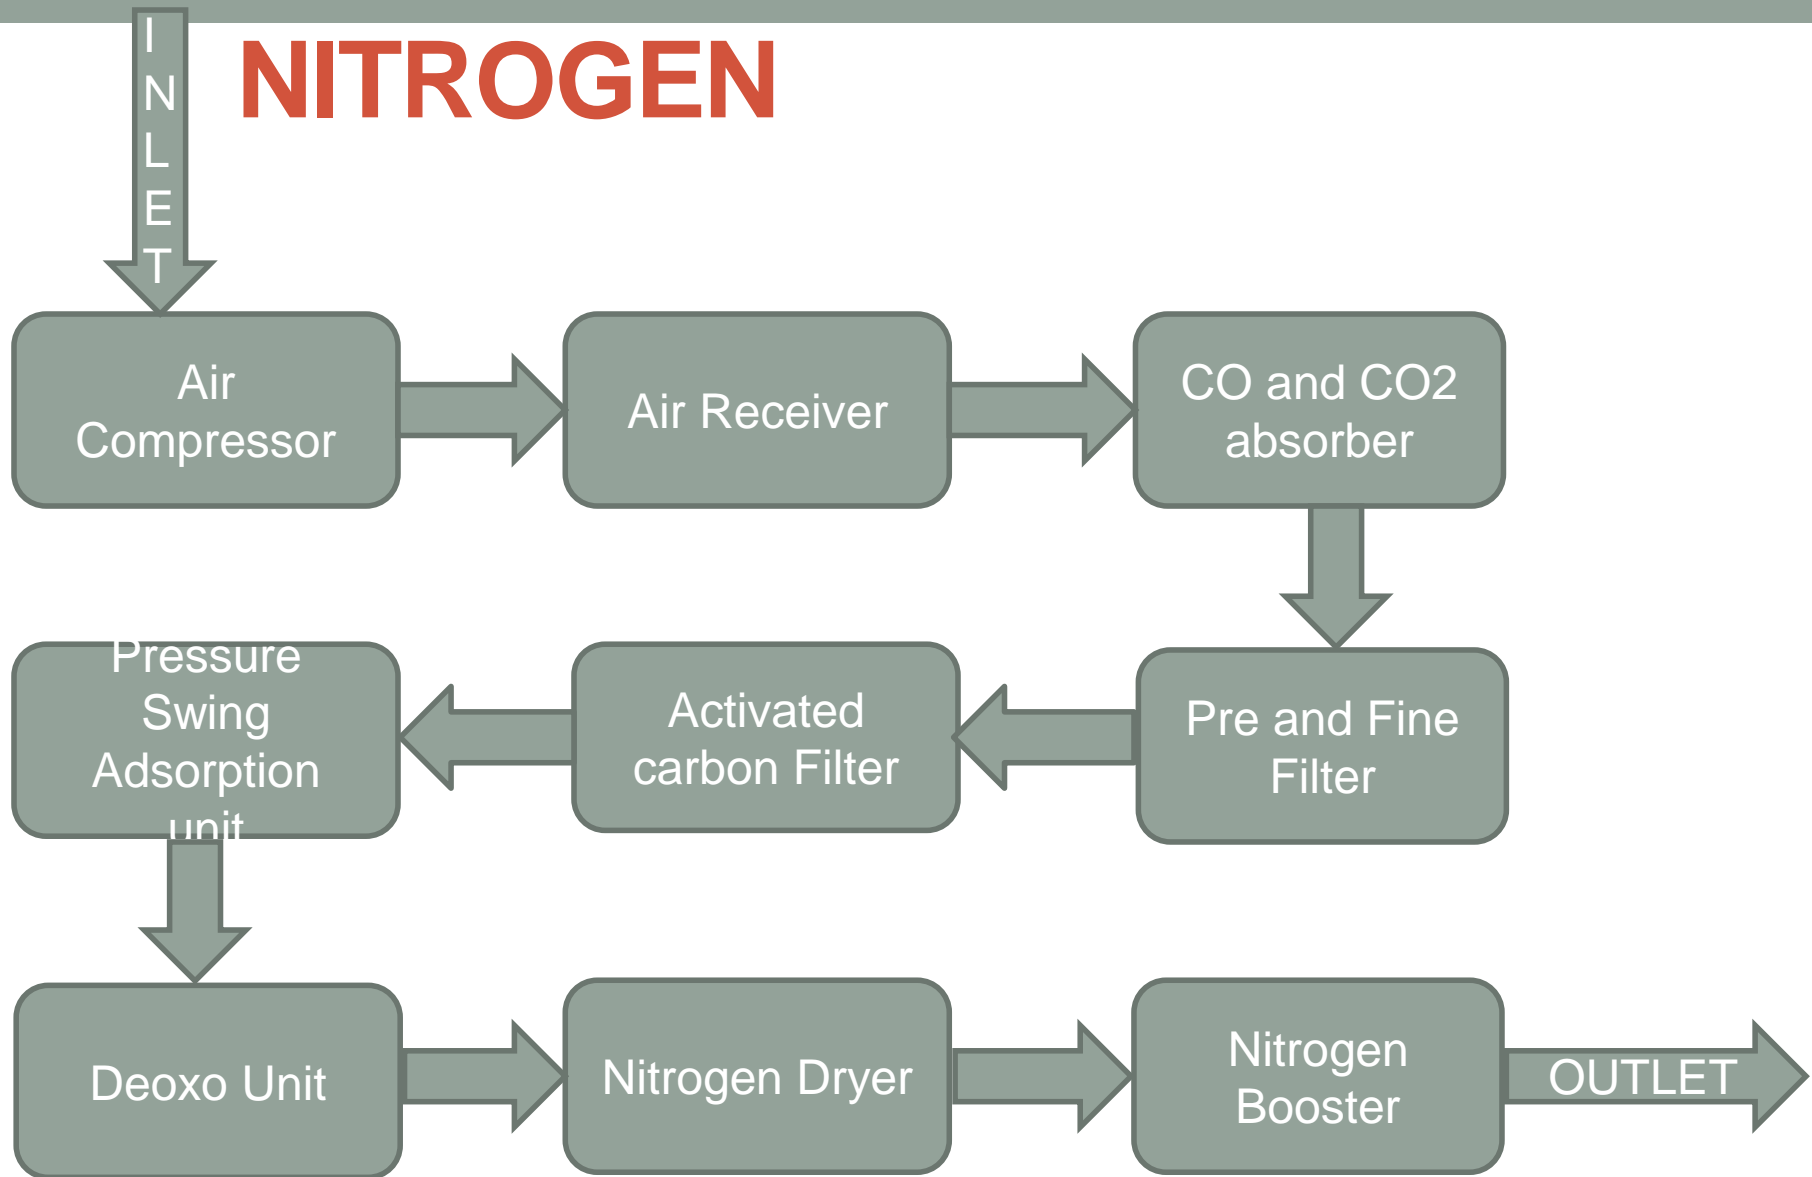 INLET
NITROGEN
Air
Compressor
Air Receiver
CO and CO2
absorber
Pressure
Swing
Adsorption
unit
Activated
carbon Filter
Pre and Fine
Filter
Deoxo Unit
Nitrogen Dryer
Nitrogen
Booster
OUTLET